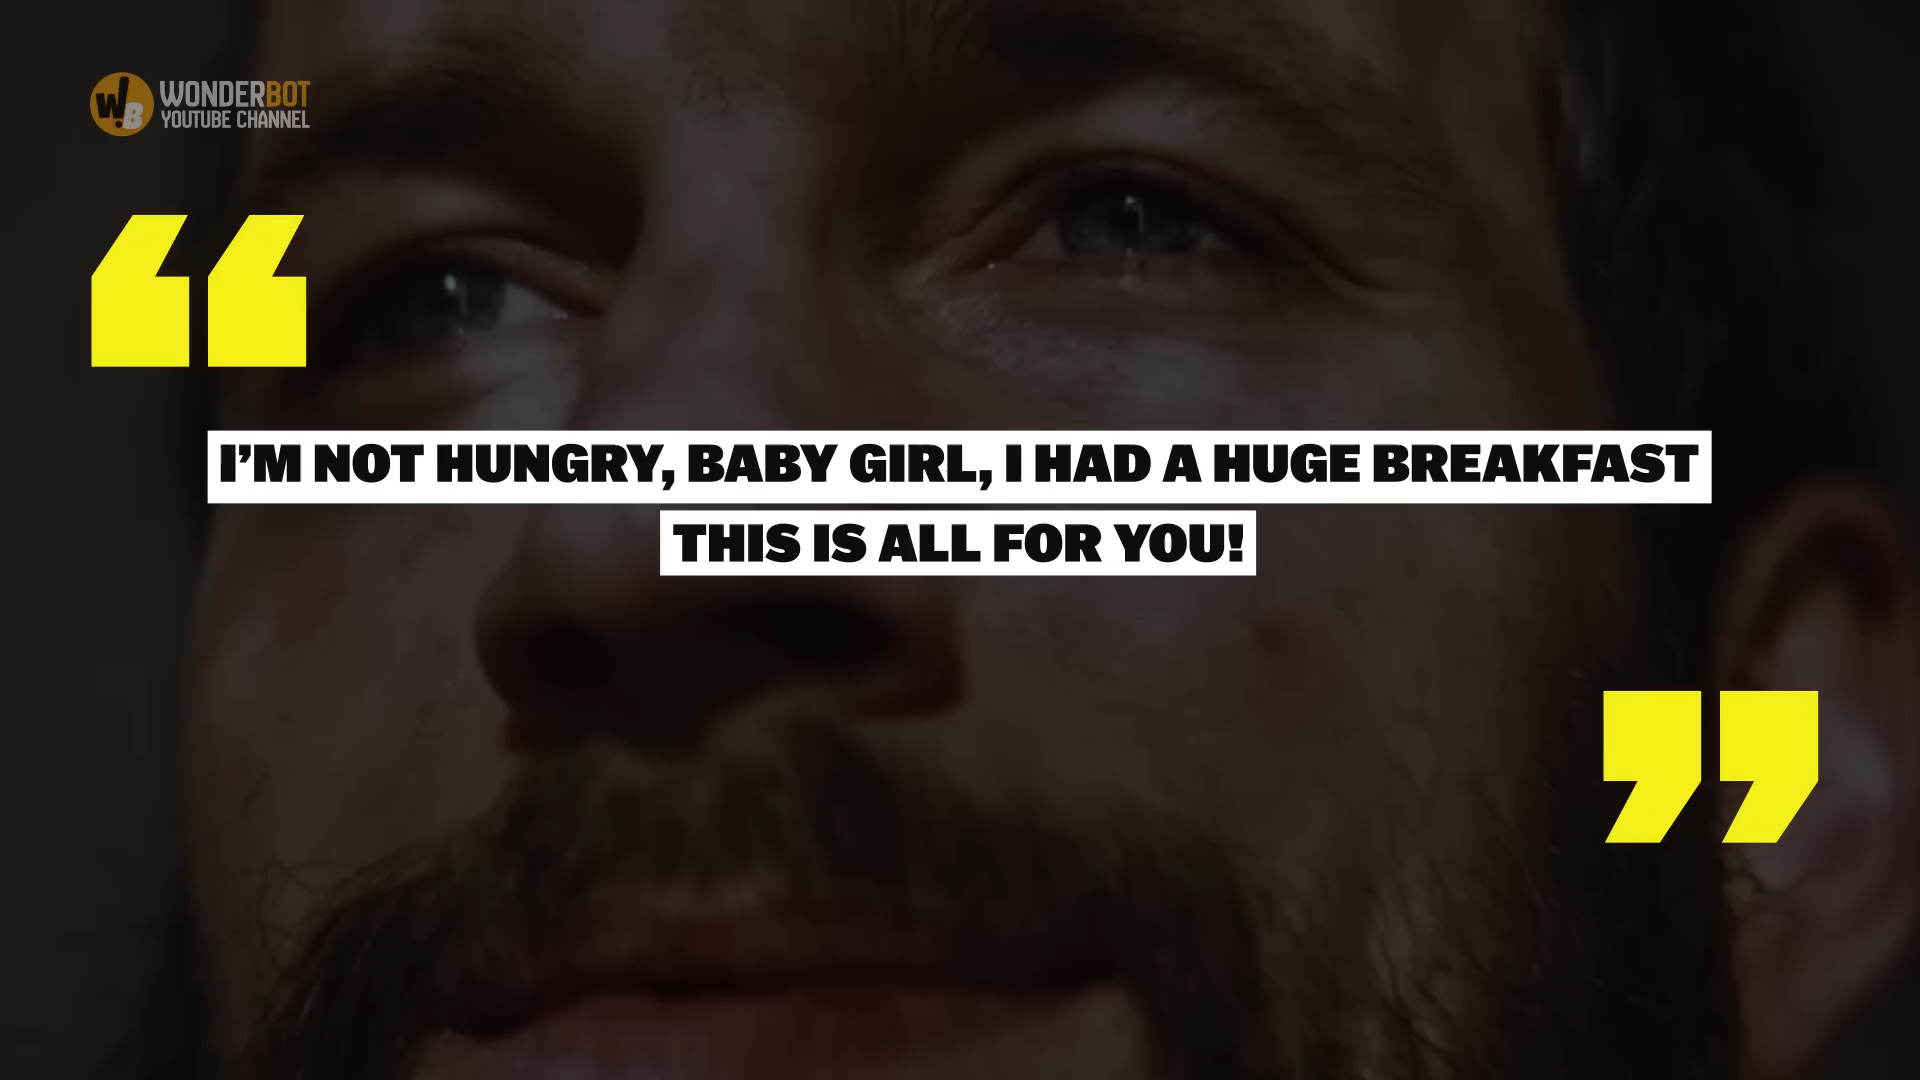 WONDERBOT
YOUTUBE CHANNEL
“
I’M NOT HUNGRY, BABY GIRL, I HAD A HUGE BREAKFAST
THIS IS ALL FOR YOU!
”